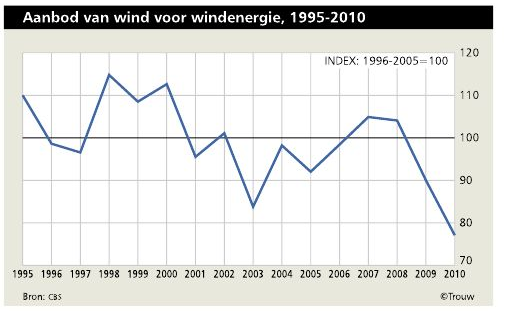 Aanbod van wind voor windenergie, 1995-2010
INDEX: 1996-2005=100
120
110
100
90
80
70
1995 1996 1997 1998 1999 2000 2001 2002 2003 2004 2005 2006 2007 2008 2009 2010
Bron: CBS
©Trouw